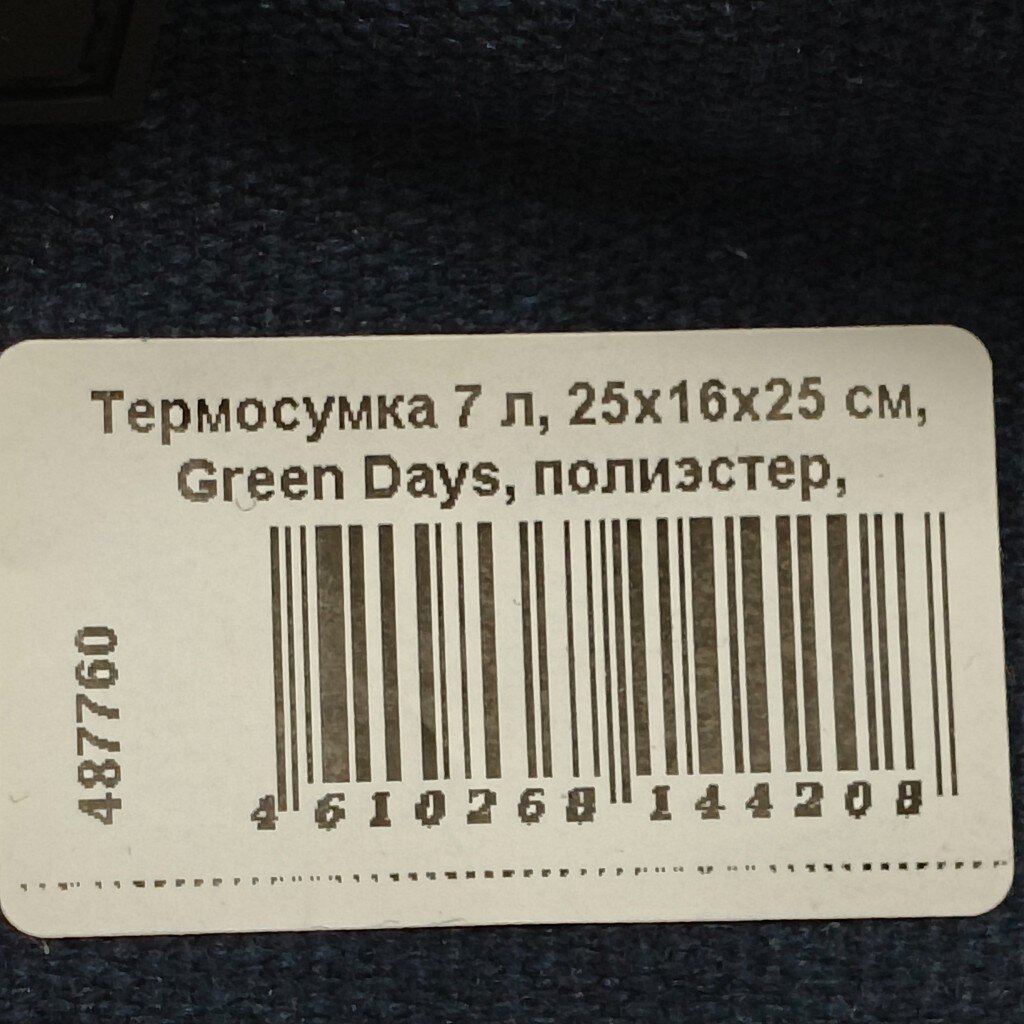 Термосумка 7 л, 25х16х25 см,
Green Days, полиэстер,
487760
4 610268 144208